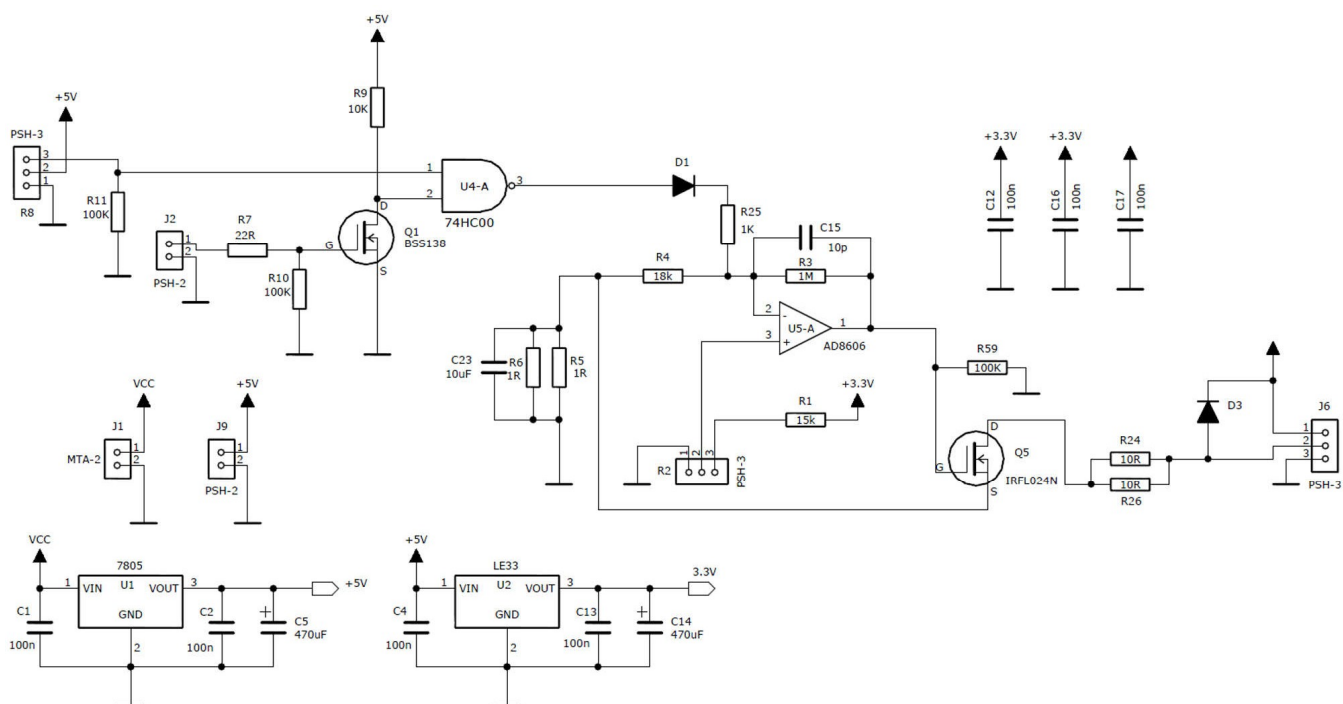 +5V
R9
10K
+5V
PSH-3
3
2
1
R8
R11
100K
J2
1
2
PSH-2
R7
22R
R10
100K
G
D
S
Q1
BSS138
1
2
U4-A
3
74HC00
D1
R25
1K
C15
10p
R4
18k
R3
1M
2
-
3
+
U5-A
1
AD8606
C23
10uF
R6
1R
R5
1R
+3.3V
C12
100n
+3.3V
C16
100n
C17
100n
R59
100K
+3.3V
R1
15k
R2
1
2
3
PSH-3
D
G
S
Q5
IRFL024N
R24
10R
10R
R26
D3
J6
1
2
3
PSH-3
VCC
J1
1
2
MTA-2
+5V
J9
1
2
PSH-2
VCC
7805
1
VIN
U1
VOUT
3
GND
2
+5V
C1
100n
C2
100n
+
C5
470uF
+5V
LE33
1
VIN
U2
VOUT
3
GND
2
3.3V
C4
100n
C13
100n
+
C14
470uF